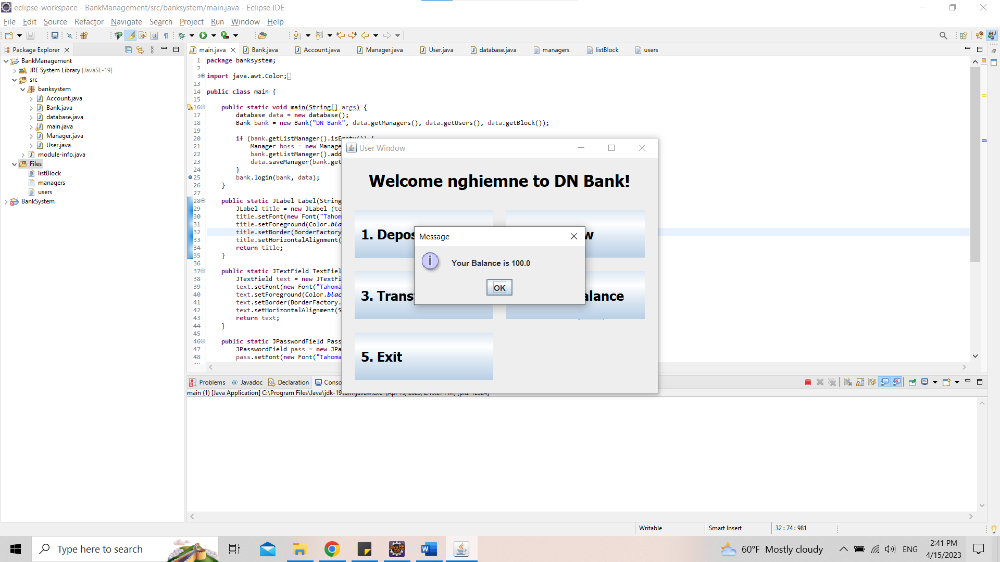 eclipse-workspace - BankManagement/src/banksystem/main.java - Eclipse IDE
File Edit Source Refactor Navigate Search Project Run Window Help
Package Explorer
main.java Bank.java Account.java Manager.java User.java database.java managers listBlock users
BankManagement
JRE System Library [JavaSE-19]
src
banksystem
Account.java
Bank.java
database.java
main.java
Manager.java
User.java
module-info.java
Files
listBlock
managers
users
BankSystem
1 package banksystem;
2
3 import java.awt.Color;
13
14 public class main {
15
16 public static void main(String[] args) {
17 database data = new database();
18 Bank bank = new Bank("DN Bank", data.getManagers(), data.getUsers(), data.getBlock());
19
20 if (bank.getListManager().isEmpty()) {
21 Manager boss = new Manage
22 bank.getListManager().add
23 data.saveManager(bank.get
24 }
25 bank.login(bank, data);
26 }
27
28 public static JLabel Label(String
29 JLabel title = new JLabel (te
30 title.setFont(new Font("Tahom
31 title.setForeground(Color.bla
32 title.setBorder(BorderFactory
33 title.setHorizontalAlignment(
34 return title;
35 }
36
37 public static JTextField TextFiel
38 JTextField text = new JTextFi
39 text.setFont(new Font("Tahoma
40 text.setForeground(Color.blac
41 text.setBorder(BorderFactory.
42 text.setHorizontalAlignment(S
43 return text;
44 }
45
46 public static JPasswordField Pass
47 JPasswordField pass = new JPa
48 pass.setFont(new Font("Tahoma
User Window
Welcome nghiemne to DN Bank!
1. Depos
w
3. Trans
alance
5. Exit
Message
Your Balance is 100.0
OK
Problems Javadoc Declaration Conso
main (1) [Java Application] C:\Program Files\Java\jdk-19
Writable Smart Insert 32 : 74 : 981
Type here to search
60°F Mostly cloudy
ENG
2:41 PM
4/15/2023